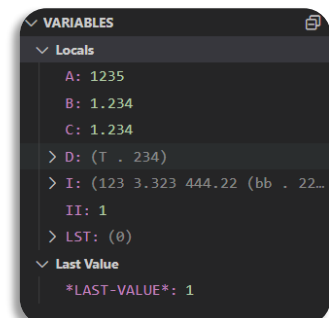 VARIABLES
Locals
A: 1235
B: 1.234
C: 1.234
D: (T . 234)
I: (123 3.323 444.22 (bb . 22…
II: 1
LST: (0)
Last Value
*LAST-VALUE*: 1